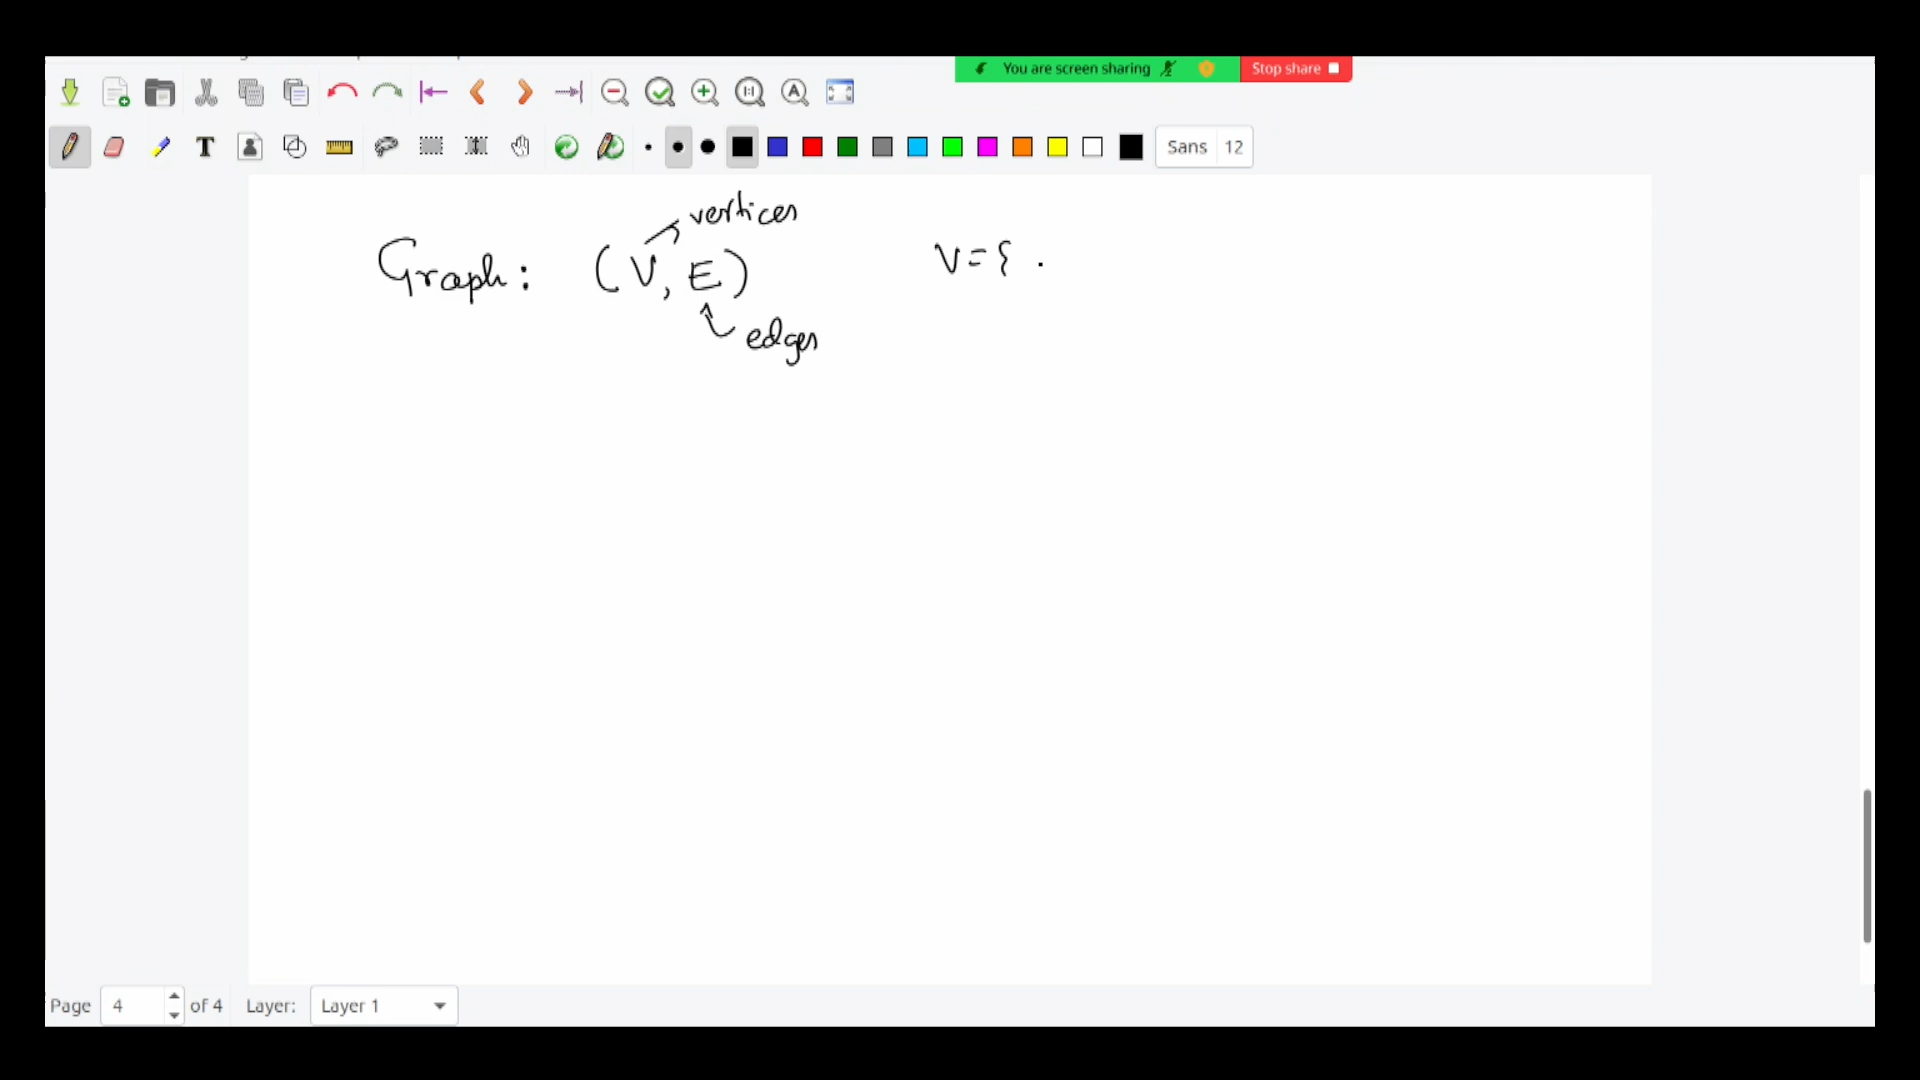 You are screen sharing Stop share
T Sans 12
vertices
Graph: (V, E) V = { .
edges
Page 4 of 4 Layer: Layer 1